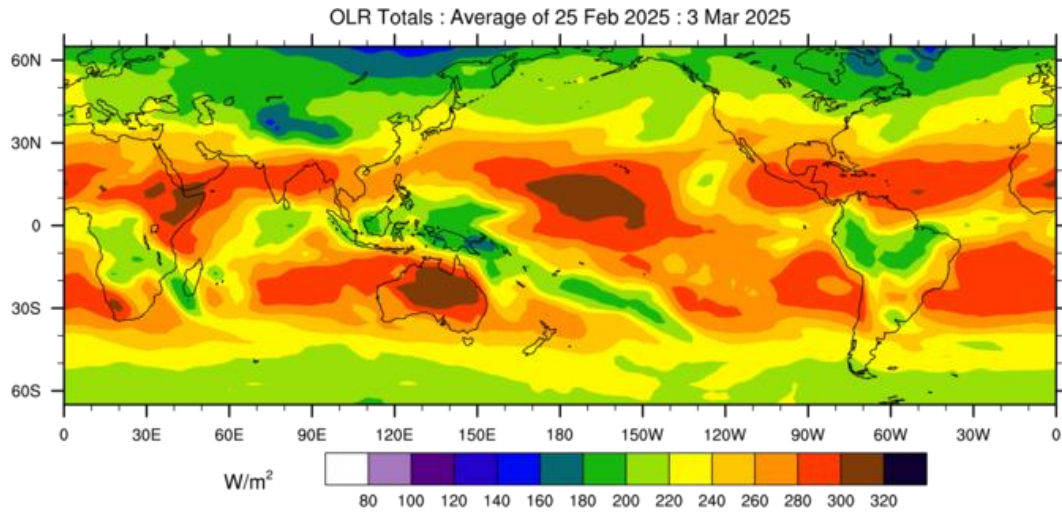 OLR Totals : Average of 25 Feb 2025 : 3 Mar 2025
60N
30N
0
30S
60S
0 30E 60E 90E 120E 150E 180 150W 120W 90W 60W 30W 0
W/m²
80 100 120 140 160 180 200 220 240 260 280 300 320